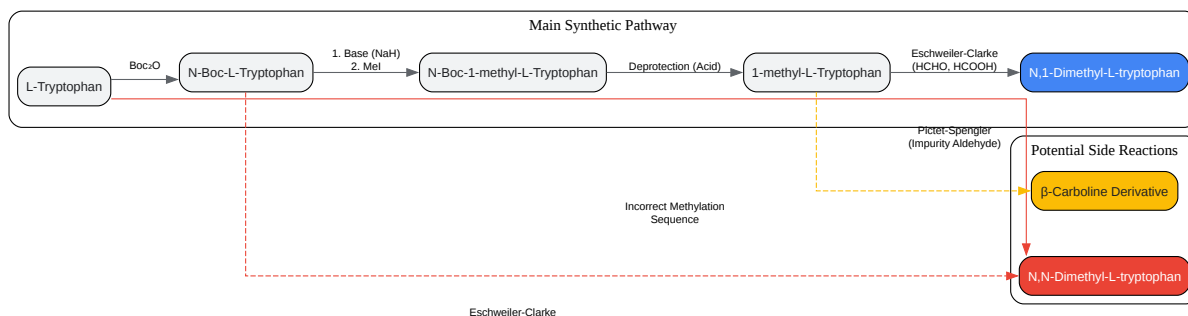 Main Synthetic Pathway
L-Tryptophan
Boc₂O
N-Boc-L-Tryptophan
1. Base (NaH)
2. MeI
N-Boc-1-methyl-L-Tryptophan
Deprotection (Acid)
1-methyl-L-Tryptophan
Eschweiler-Clarke
(HCHO, HCOOH)
N,1-Dimethyl-L-tryptophan
Pictet-Spengler
(Impurity Aldehyde)
Potential Side Reactions
β-Carboline Derivative
Incorrect Methylation
Sequence
N,N-Dimethyl-L-tryptophan
Eschweiler-Clarke